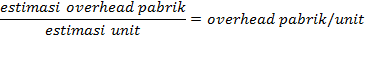 estimasi overhead pabrik
estimasi unit
= overhead pabrik/unit